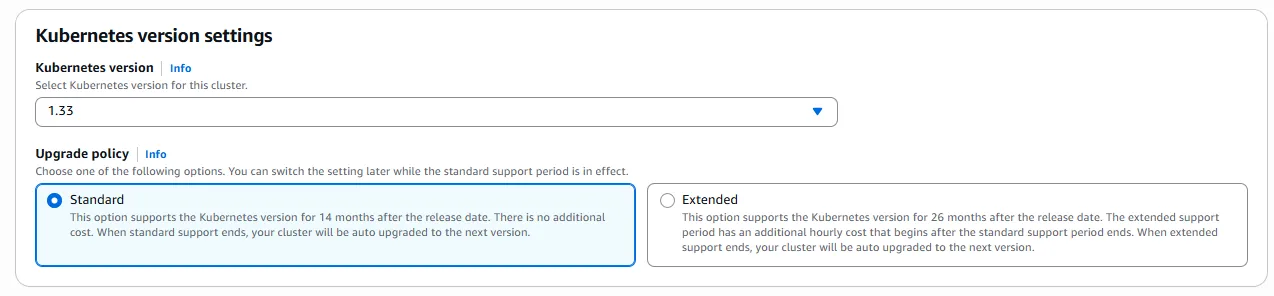 Kubernetes version settings
Kubernetes version Info
Select Kubernetes version for this cluster.
1.33
Upgrade policy Info
Choose one of the following options. You can switch the setting later while the standard support period is in effect.
Standard
This option supports the Kubernetes version for 14 months after the release date. There is no additional
cost. When standard support ends, your cluster will be auto upgraded to the next version.
Extended
This option supports the Kubernetes version for 26 months after the release date. The extended support
period has an additional hourly cost that begins after the standard support period ends. When extended
support ends, your cluster will be auto upgraded to the next version.